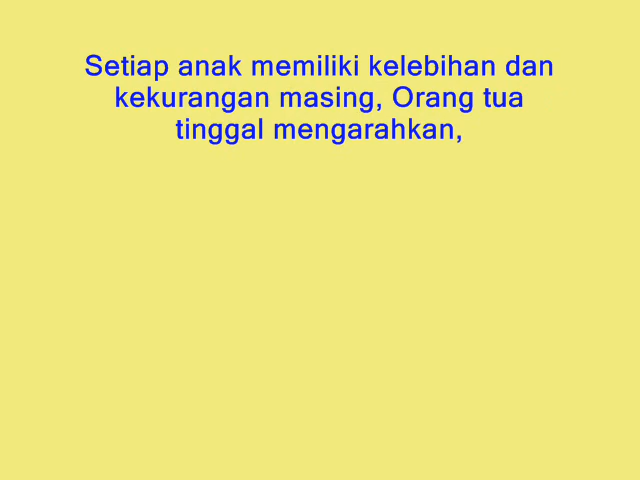 Setiap anak memiliki kelebihan dan
kekurangan masing, Orang tua
tinggal mengarahkan,